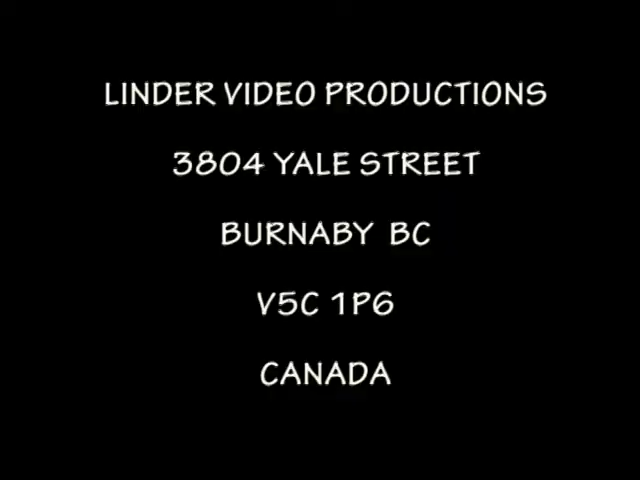 LINDER VIDEO PRODUCTIONS
3804 YALE STREET
BURNABY BC
V5C 1P6
CANADA